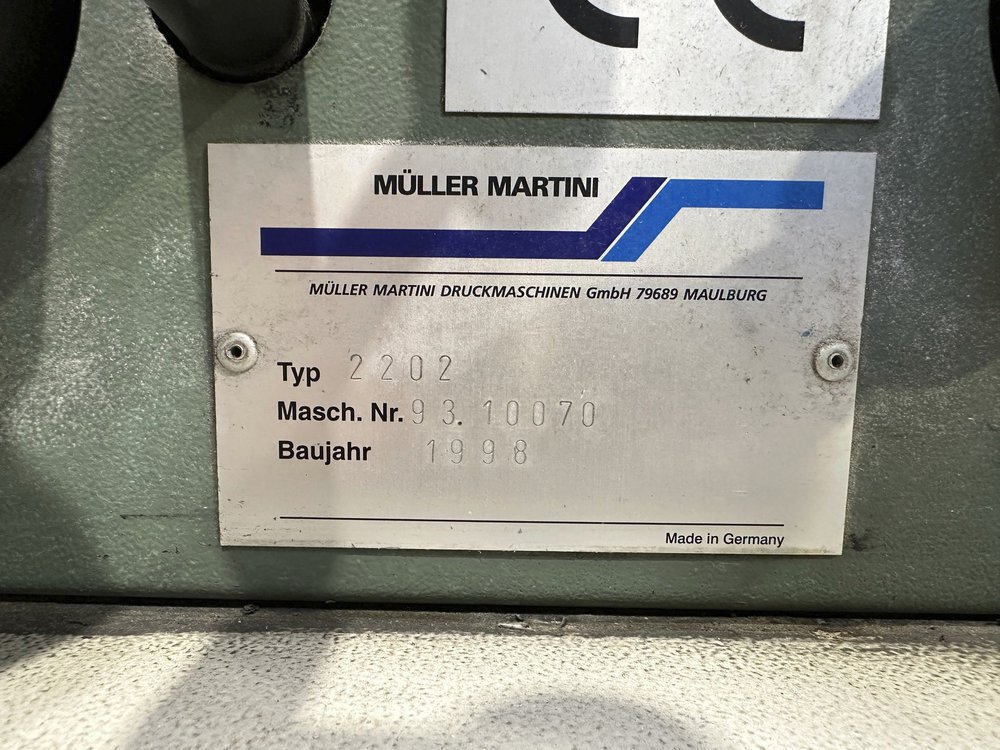 CE
MÜLLER MARTINI
MÜLLER MARTINI DRUCKMASCHINEN GmbH 79689 MAULBURG
Typ 2202
Masch. Nr. 93.10070
Baujahr 1998
Made in Germany